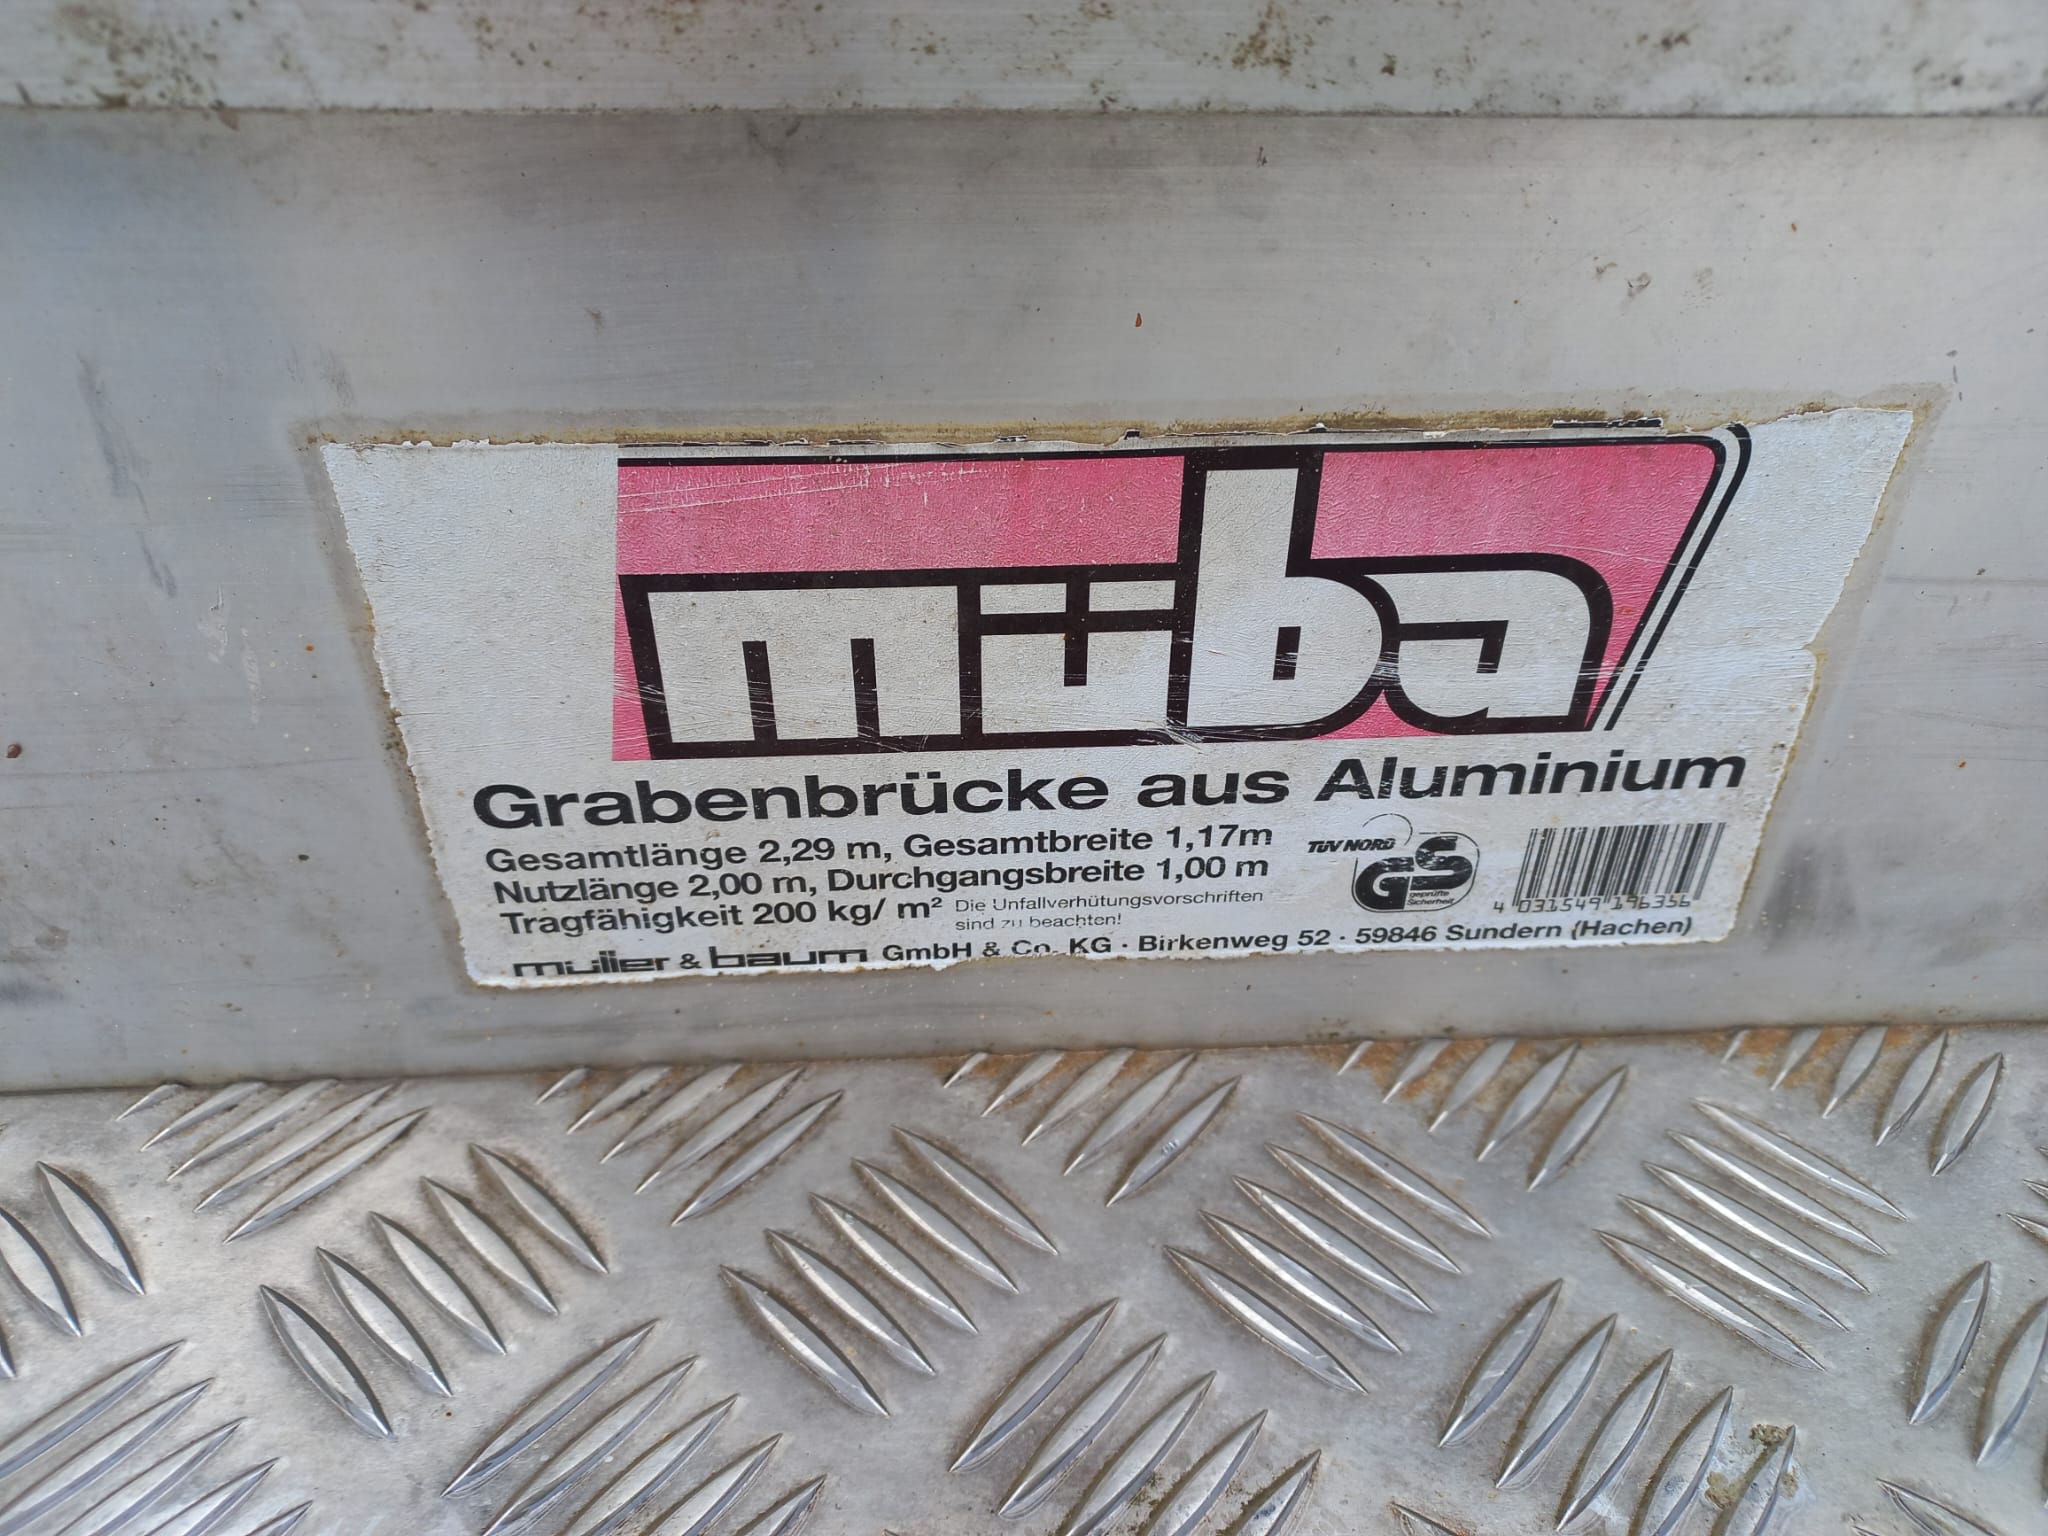 müba
Grabenbrücke aus Aluminium
Gesamtlänge 2,29 m, Gesamtbreite 1,17m
Nutzlänge 2,00 m, Durchgangsbreite 1,00 m
Tragfähigkeit 200 kg/ m² Die Unfallverhütungsvorschriften
sind zu beachten!
TÜV NORD
GS
geprüfte
Sicherheit
4 031549 196356
müller & baum GmbH & Co. KG · Birkenweg 52 · 59846 Sundern (Hachen)